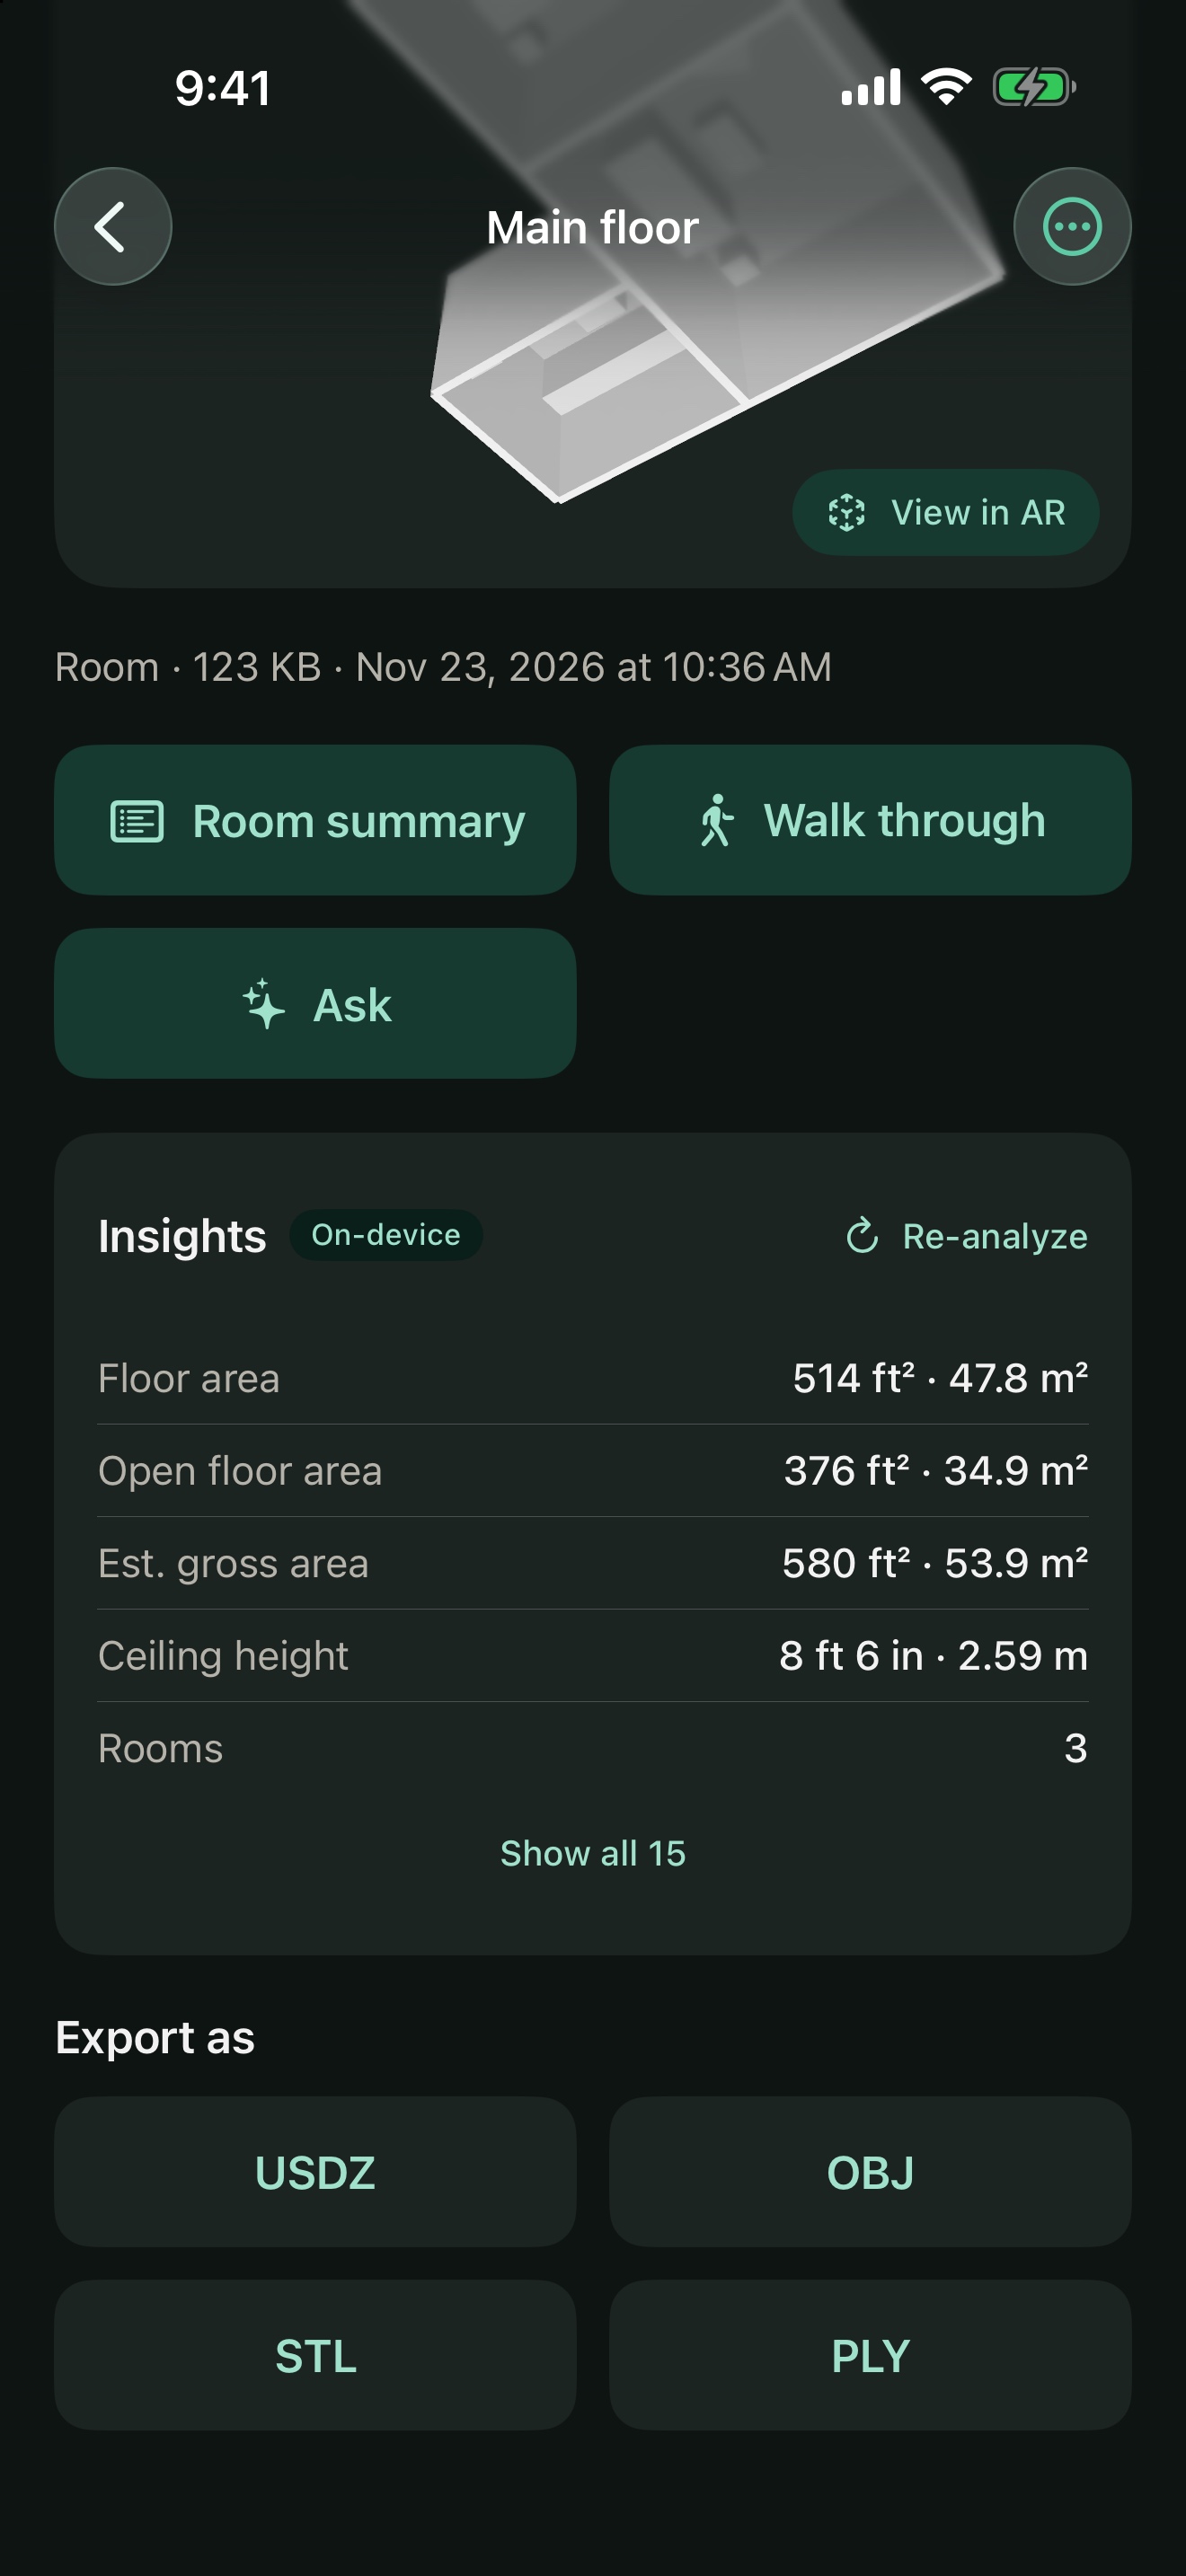 9:41
Main floor
View in AR
Room · 123 KB · Nov 23, 2026 at 10:36 AM
Room summary
Walk through
Ask
Insights On-device Re-analyze
Floor area 514 ft² · 47.8 m²
Open floor area 376 ft² · 34.9 m²
Est. gross area 580 ft² · 53.9 m²
Ceiling height 8 ft 6 in · 2.59 m
Rooms 3
Show all 15
Export as
USDZ
OBJ
STL
PLY